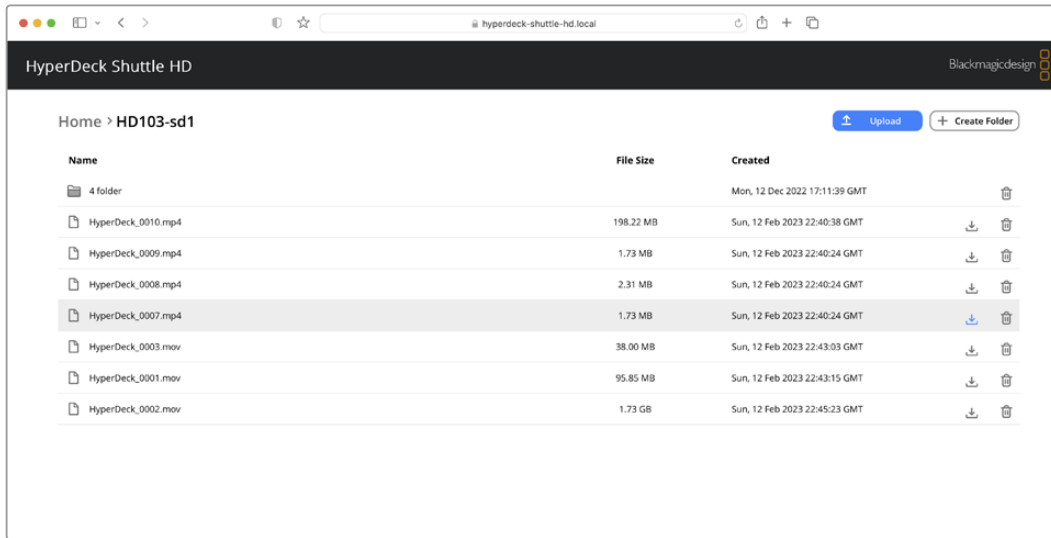 hyperdeck-shuttle-hd.local
HyperDeck Shuttle HD
Blackmagicdesign
Home > HD103-sd1
Upload
+ Create Folder
Name File Size Created
4 folder Mon, 12 Dec 2022 17:11:39 GMT
HyperDeck_0010.mp4 198.22 MB Sun, 12 Feb 2023 22:40:38 GMT
HyperDeck_0009.mp4 1.73 MB Sun, 12 Feb 2023 22:40:24 GMT
HyperDeck_0008.mp4 2.31 MB Sun, 12 Feb 2023 22:40:24 GMT
HyperDeck_0007.mp4 1.73 MB Sun, 12 Feb 2023 22:40:24 GMT
HyperDeck_0003.mov 38.00 MB Sun, 12 Feb 2023 22:43:03 GMT
HyperDeck_0001.mov 95.85 MB Sun, 12 Feb 2023 22:43:15 GMT
HyperDeck_0002.mov 1.73 GB Sun, 12 Feb 2023 22:45:23 GMT